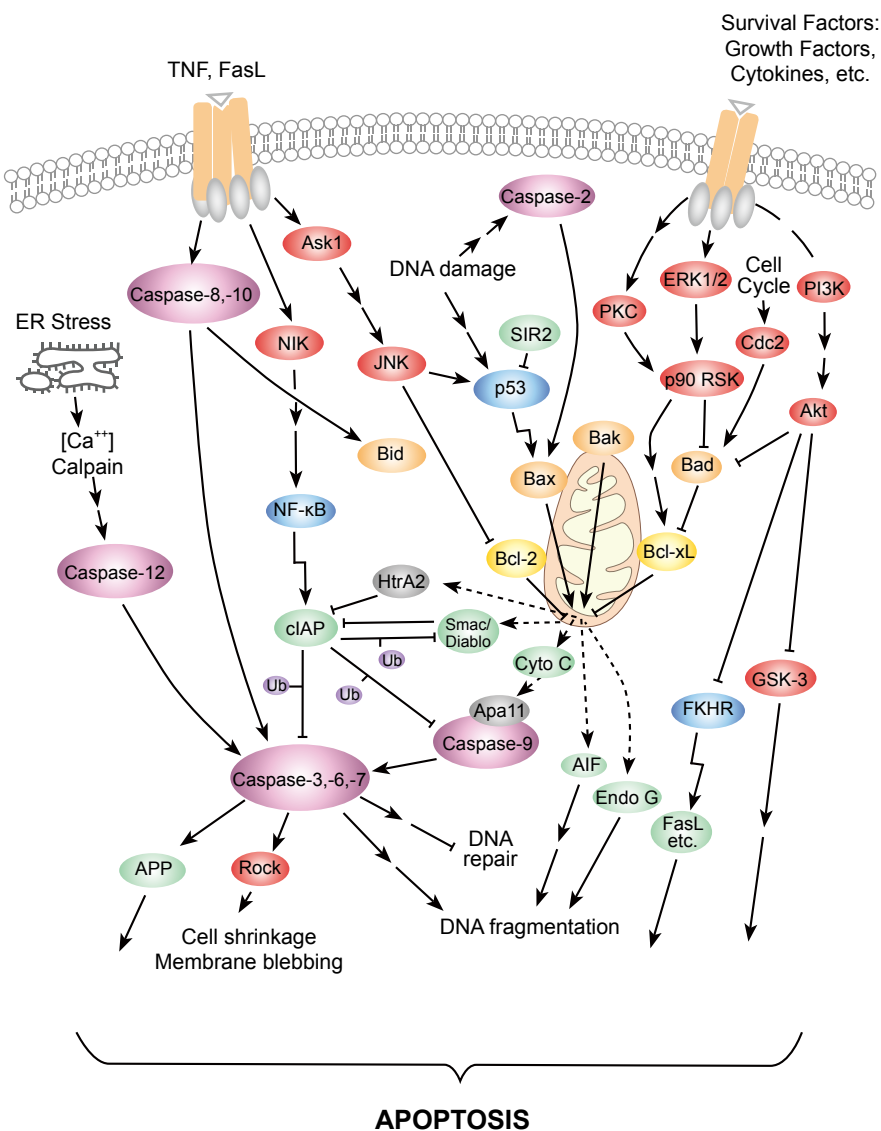 Survival Factors:
Growth Factors,
Cytokines, etc.
TNF, FasL
Caspase-2
Ask1
DNA damage
ERK1/2
Cell
Cycle
PI3K
Caspase-8,-10
PKC
ER Stress
NIK
SIR2
Cdc2
JNK
p53
p90 RSK
Akt
[Ca⁺⁺]
Calpain
Bid
Bak
Bax
Bad
NF-κB
Bcl-2
Bcl-xL
Caspase-12
HtrA2
cIAP
Smac/
Diablo
Ub
Cyto C
Ub
Ub
GSK-3
Apa11
FKHR
Caspase-9
AIF
Caspase-3,-6,-7
Endo G
FasL
etc.
DNA
repair
APP
Rock
DNA fragmentation
Cell shrinkage
Membrane blebbing
APOPTOSIS